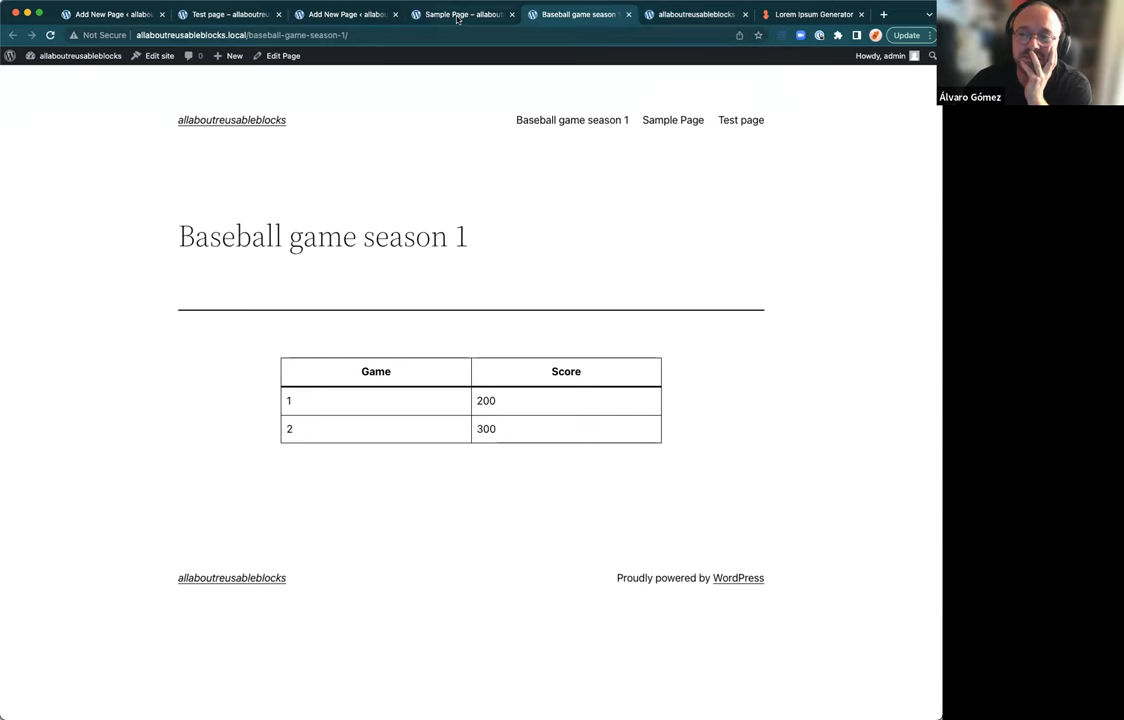 Add New Page ‹ allabou
Test page – allaboutreu
Add New Page ‹ allabou
Sample Page – allabout
Baseball game season 1
allaboutreusableblocks
Lorem Ipsum Generator
Not Secure
allaboutreusableblocks.local/baseball-game-season-1/
Update
allaboutreusableblocks
Edit site
0
New
Edit Page
Howdy, admin
Álvaro Gómez
allaboutreusableblocks
Baseball game season 1
Sample Page
Test page
Baseball game season 1
Game
Score
1
200
2
300
allaboutreusableblocks
Proudly powered by WordPress